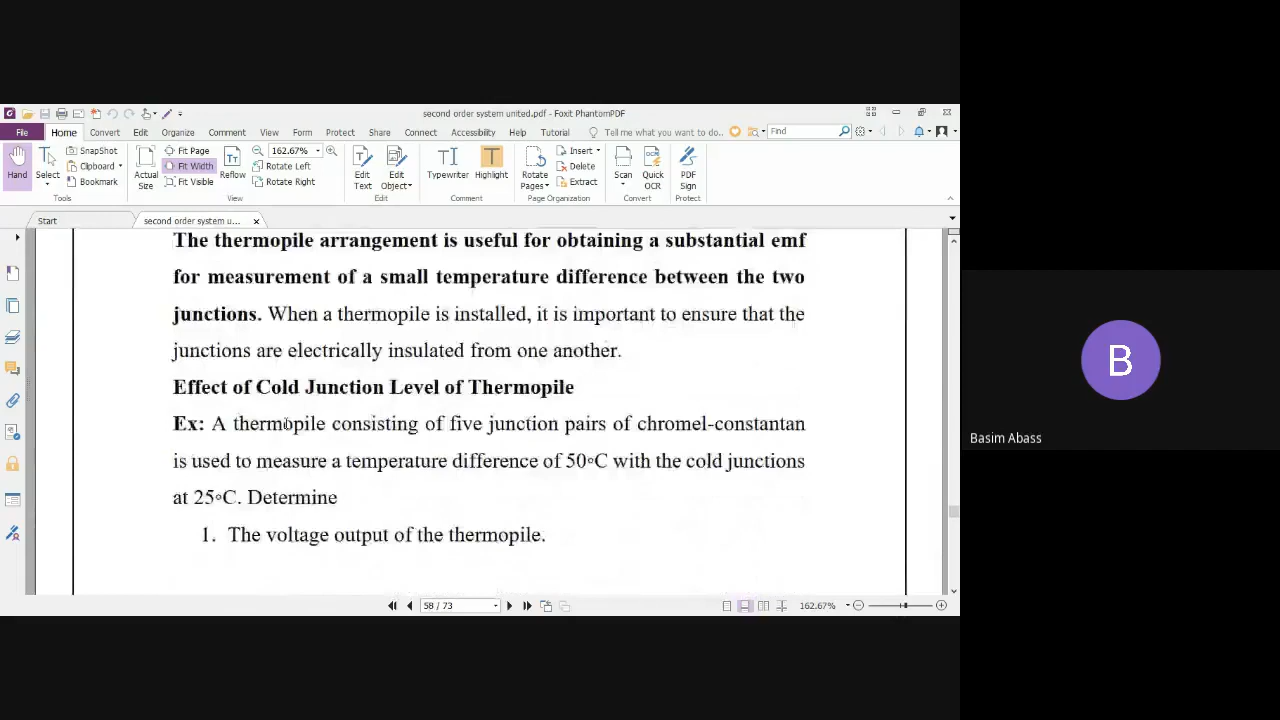 second order system united.pdf - Foxit PhantomPDF
File Home Convert Edit Organize Comment View Form Protect Share Connect Accessibility Help Tutorial Tell me what you want to do.. Find
Hand
Select
SnapShot
Clipboard
Bookmark
Tools
Actual
Size
Fit Page
Fit Width
Fit Visible
Reflow
162.67%
Rotate Left
Rotate Right
View
Edit
Text
Edit
Object
Edit
Typewriter
Highlight
Comment
Rotate
Pages
Insert
Delete
Extract
Page Organization
Scan
Quick
OCR
Convert
PDF
Sign
Protect
Start second order system u...
The thermopile arrangement is useful for obtaining a substantial emf
for measurement of a small temperature difference between the two
junctions. When a thermopile is installed, it is important to ensure that the
junctions are electrically insulated from one another.
Effect of Cold Junction Level of Thermopile
Ex: A thermopile consisting of five junction pairs of chromel-constantan
is used to measure a temperature difference of 50◦C with the cold junctions
at 25◦C. Determine
1. The voltage output of the thermopile.
58 / 73
162.67%
B
Basim Abass